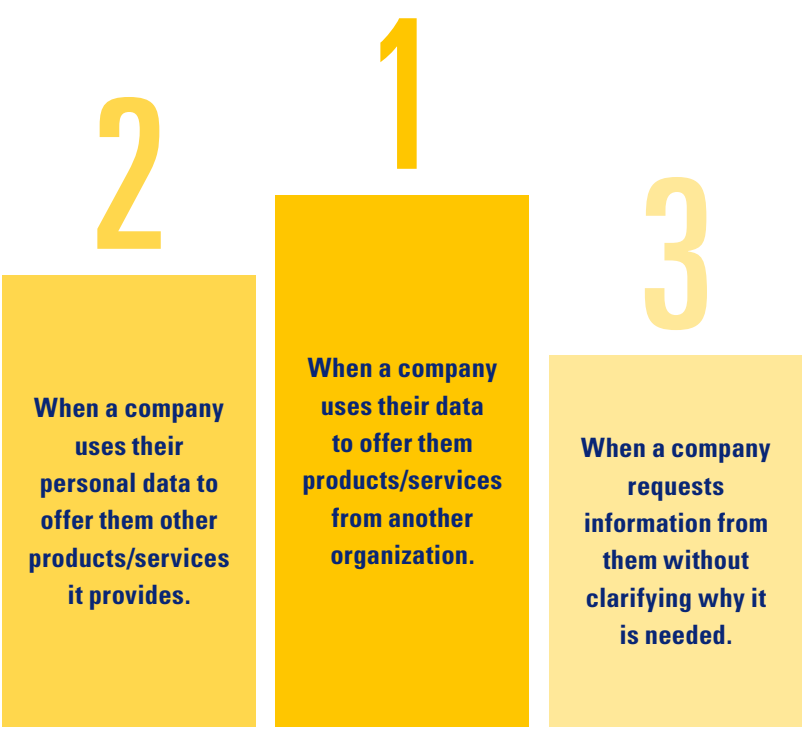 2
When a company
uses their
personal data to
offer them other
products/services
it provides.
1
When a company
uses their data
to offer them
products/services
from another
organization.
3
When a company
requests
information from
them without
clarifying why it
is needed.